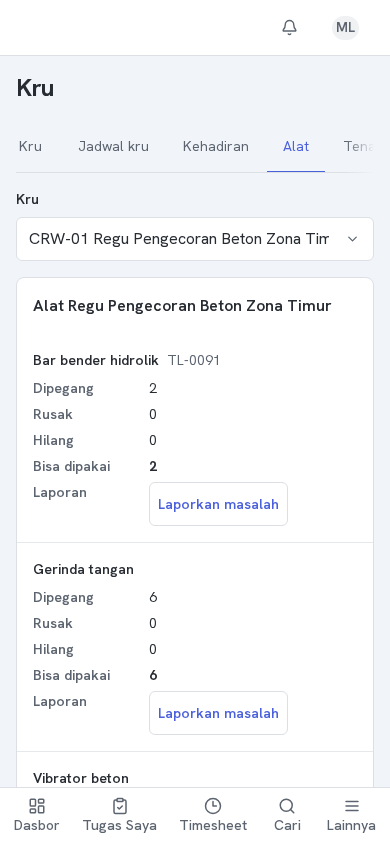 ML
Kru
Kru Jadwal kru Kehadiran Alat
Kru
CRW-01 Regu Pengecoran Beton Zona
Alat Regu Pengecoran Beton Zona Timur
Bar bender hidrolik TL-0091
Dipegang 2
Rusak 0
Hilang 0
Bisa dipakai 2
Laporan Laporkan masalah
Gerinda tangan
Dipegang 6
Rusak 0
Hilang 0
Bisa dipakai 6
Laporan Laporkan masalah
Vibrator beton
Dasbor Tugas Saya Timesheet Cari Lainnya